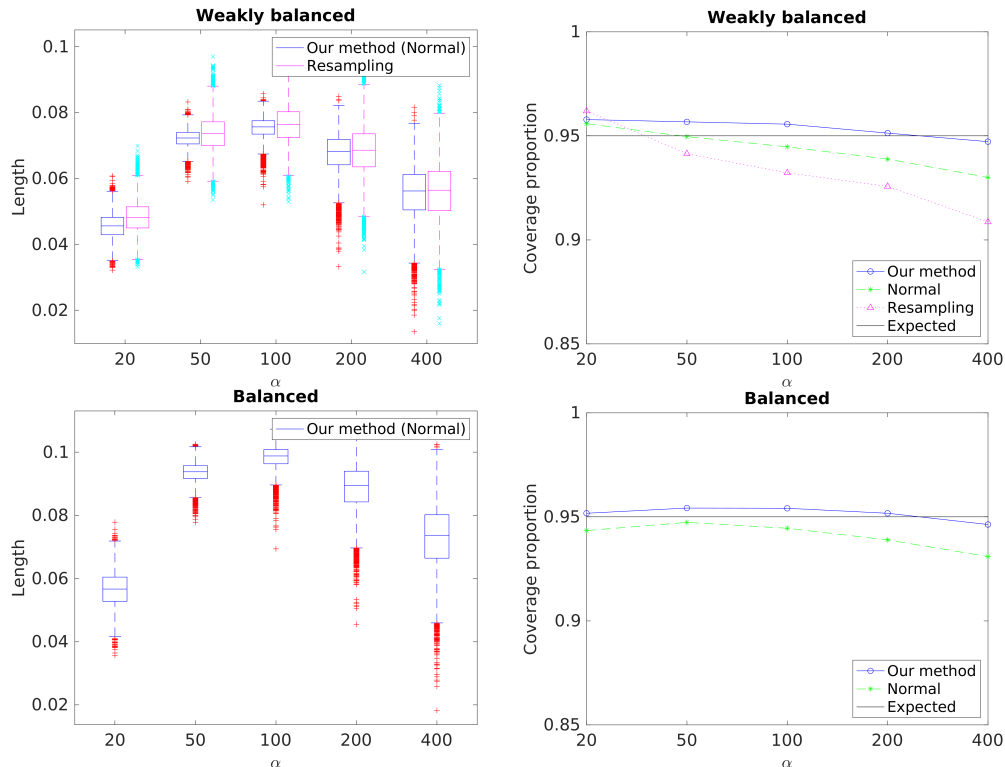 Weakly balanced
0.1
0.08
0.06
0.04
0.02
Length
Our method (Normal)
Resampling
20 50 100 200 400
α
Weakly balanced
1
0.95
0.9
0.85
Coverage proportion
Our method
Normal
Resampling
Expected
20 50 100 200 400
α
Balanced
0.1
0.08
0.06
0.04
0.02
Length
Our method (Normal)
20 50 100 200 400
α
Balanced
1
0.95
0.9
0.85
Coverage proportion
Our method
Normal
Expected
20 50 100 200 400
α